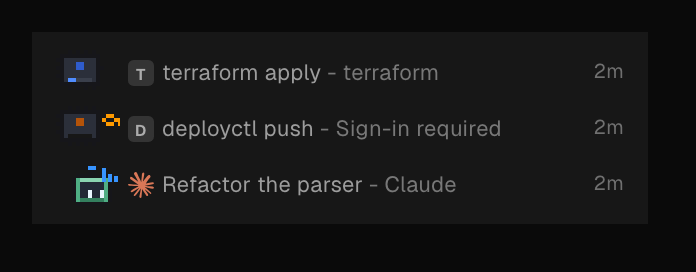 T terraform apply - terraform 2m
D deployctl push - Sign-in required 2m
Refactor the parser - Claude 2m